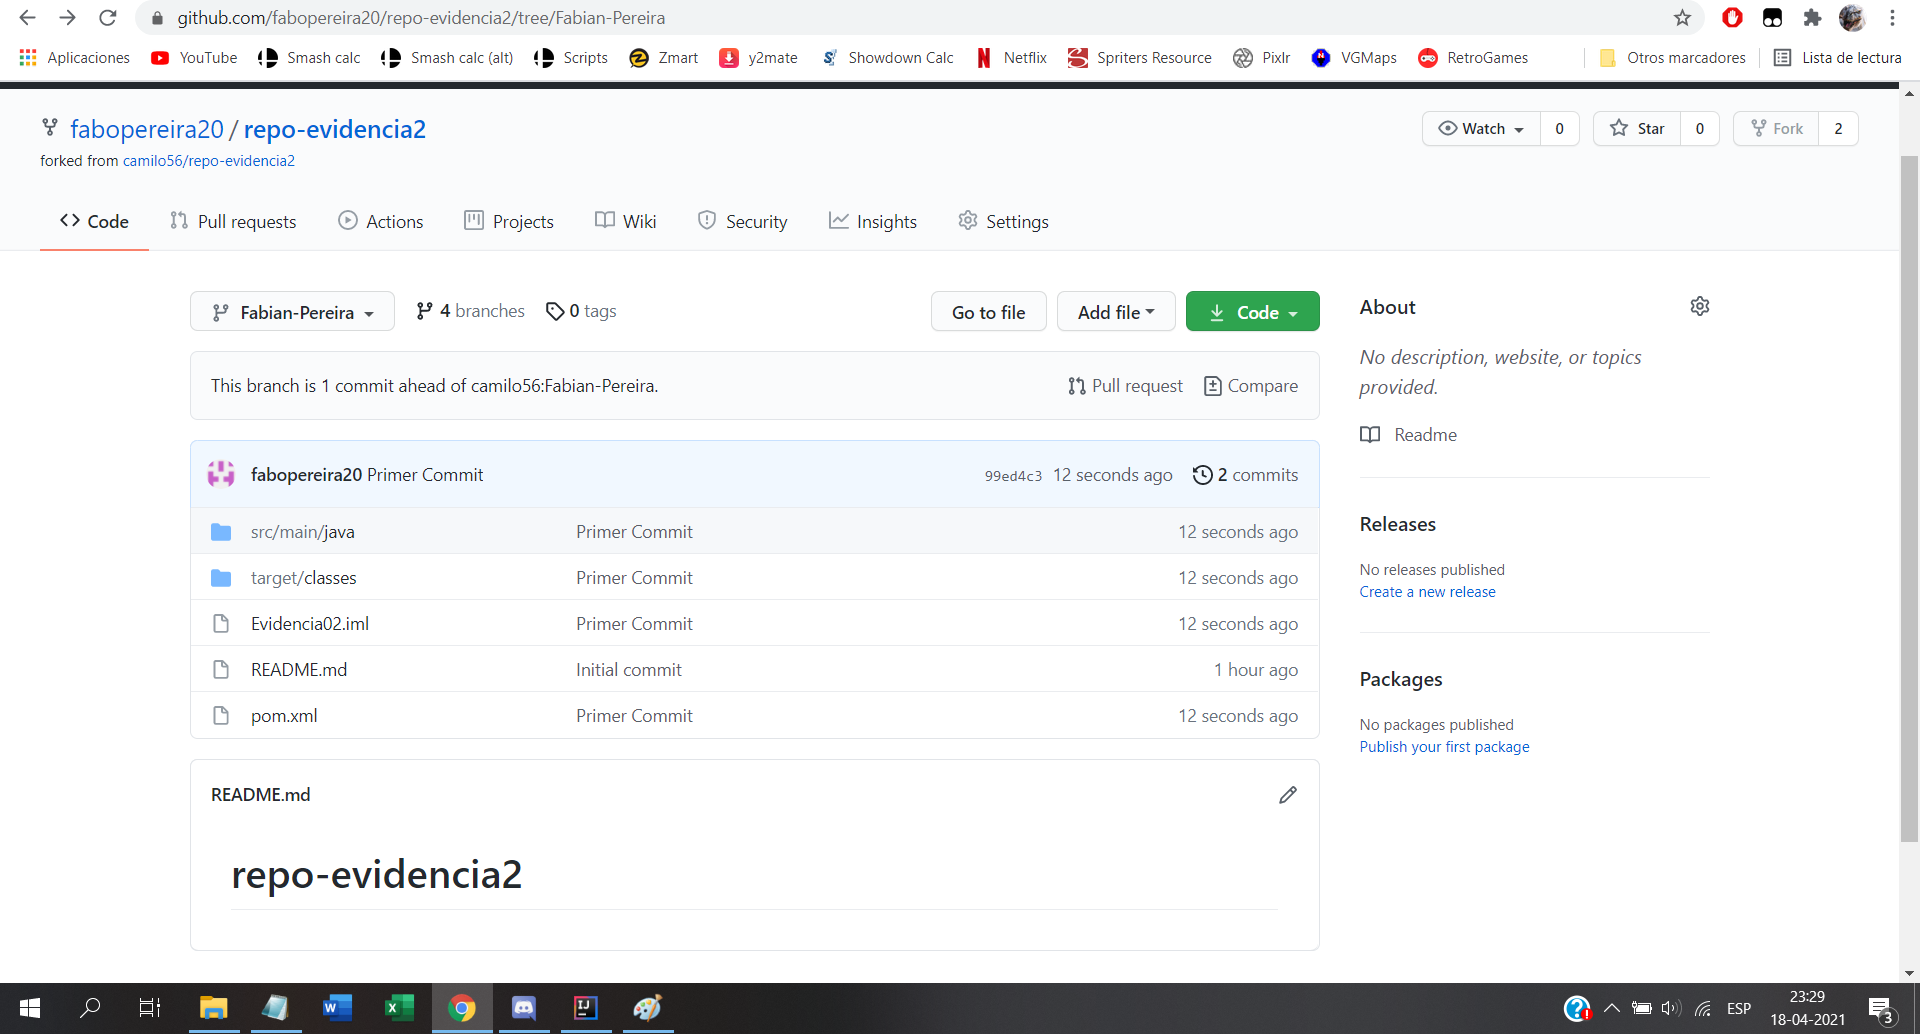 github.com/fabopereira20/repo-evidencia2/tree/Fabian-Pereira
Aplicaciones YouTube Smash calc Smash calc (alt) Scripts Zmart y2mate Showdown Calc Netflix Spriters Resource Pixlr VGMaps RetroGames Otros marcadores Lista de lectura
fabopereira20 / repo-evidencia2 Watch 0 Star 0 Fork 2
forked from camilo56/repo-evidencia2
Code Pull requests Actions Projects Wiki Security Insights Settings
Fabian-Pereira 4 branches 0 tags Go to file Add file Code
This branch is 1 commit ahead of camilo56:Fabian-Pereira. Pull request Compare
fabopereira20 Primer Commit 99ed4c3 12 seconds ago 2 commits
src/main/java Primer Commit 12 seconds ago
target/classes Primer Commit 12 seconds ago
Evidencia02.iml Primer Commit 12 seconds ago
README.md Initial commit 1 hour ago
pom.xml Primer Commit 12 seconds ago
README.md
repo-evidencia2
About
No description, website, or topics
provided.
Readme
Releases
No releases published
Create a new release
Packages
No packages published
Publish your first package
ESP 23:29
18-04-2021
3